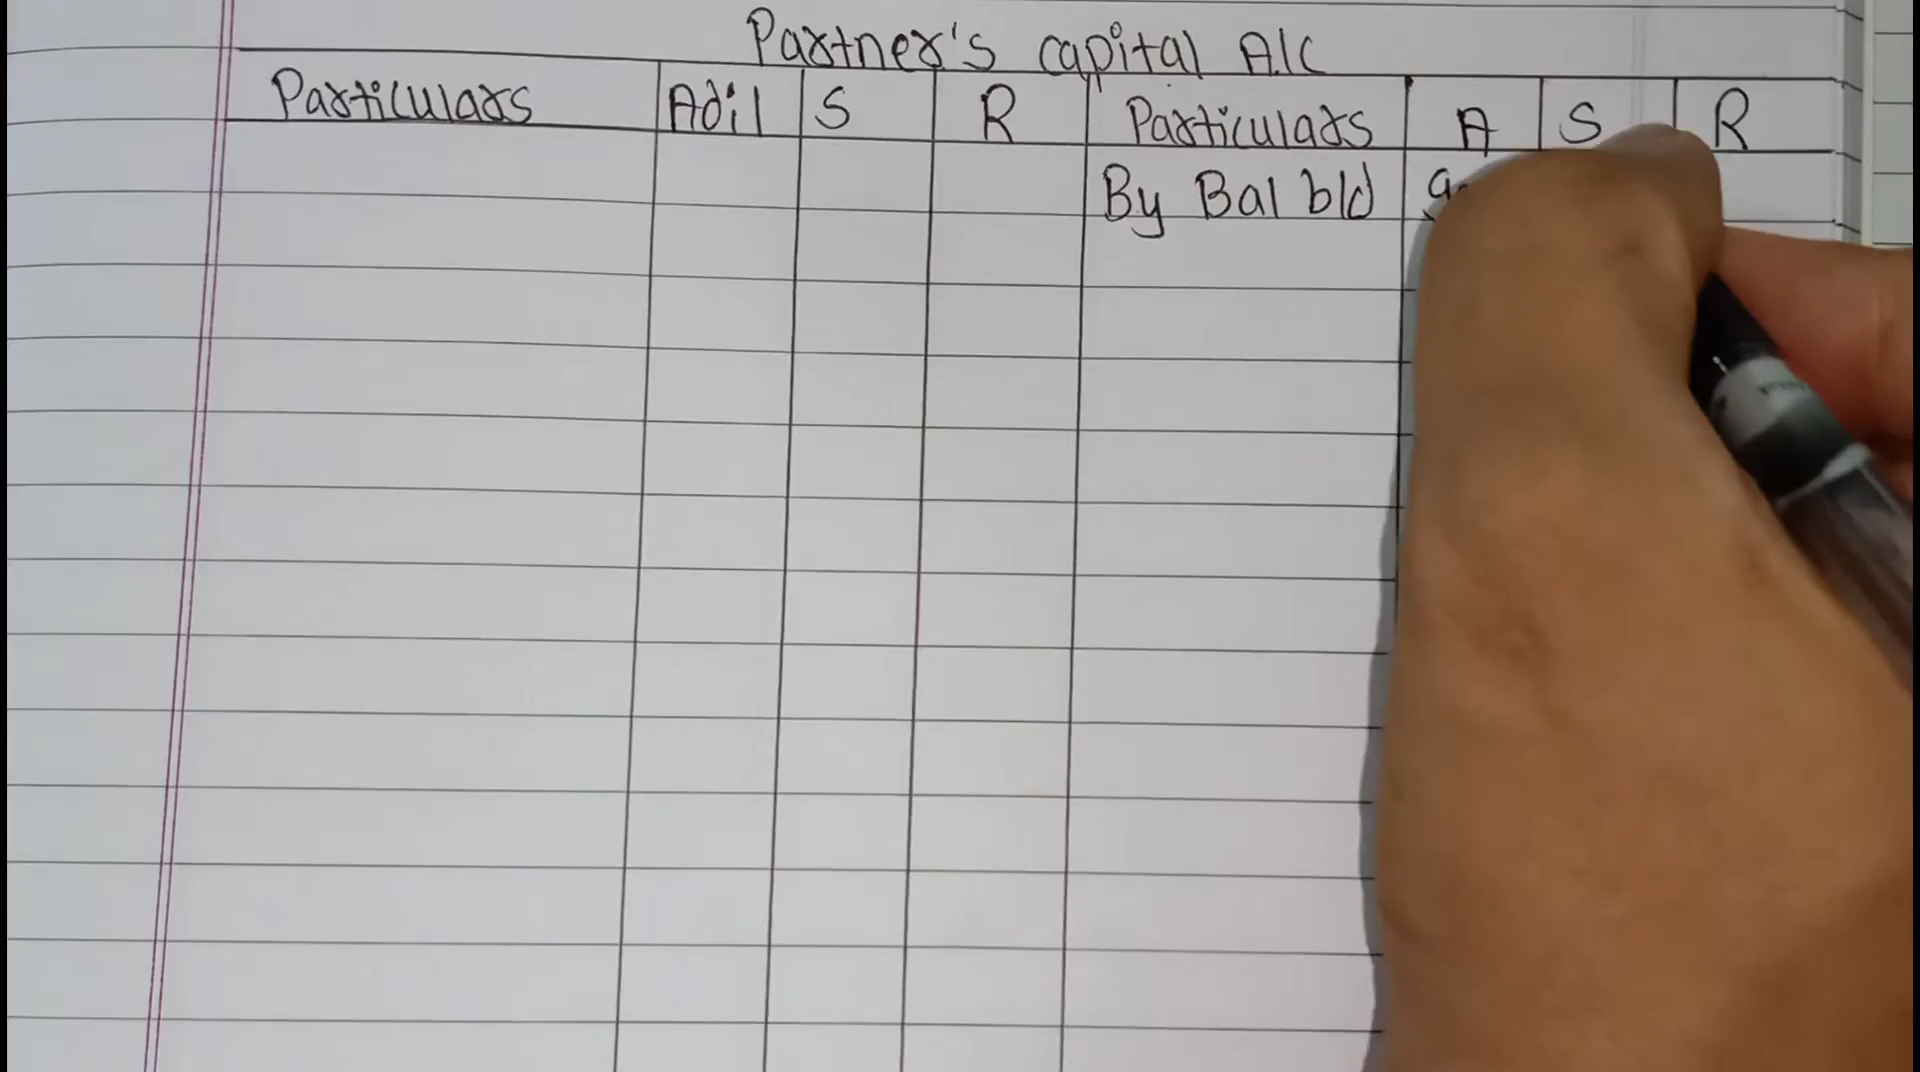 Partner's capital A/c
Particulars Adil S R Particulars A S R
By Bal b/d